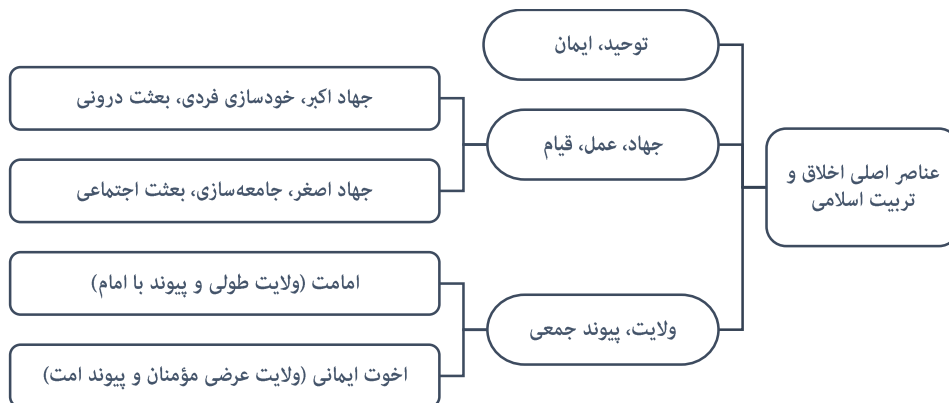 عناصر اصلی اخلاق و
تربیت اسلامی
توحید، ایمان
جهاد، عمل، قیام
جهاد اکبر، خودسازی فردی، بعثت درونی
جهاد اصغر، جامعه‌سازی، بعثت اجتماعی
ولایت، پیوند جمعی
امامت (ولایت طولی و پیوند با امام)
اخوت ایمانی (ولایت عرضی مؤمنان و پیوند امت)